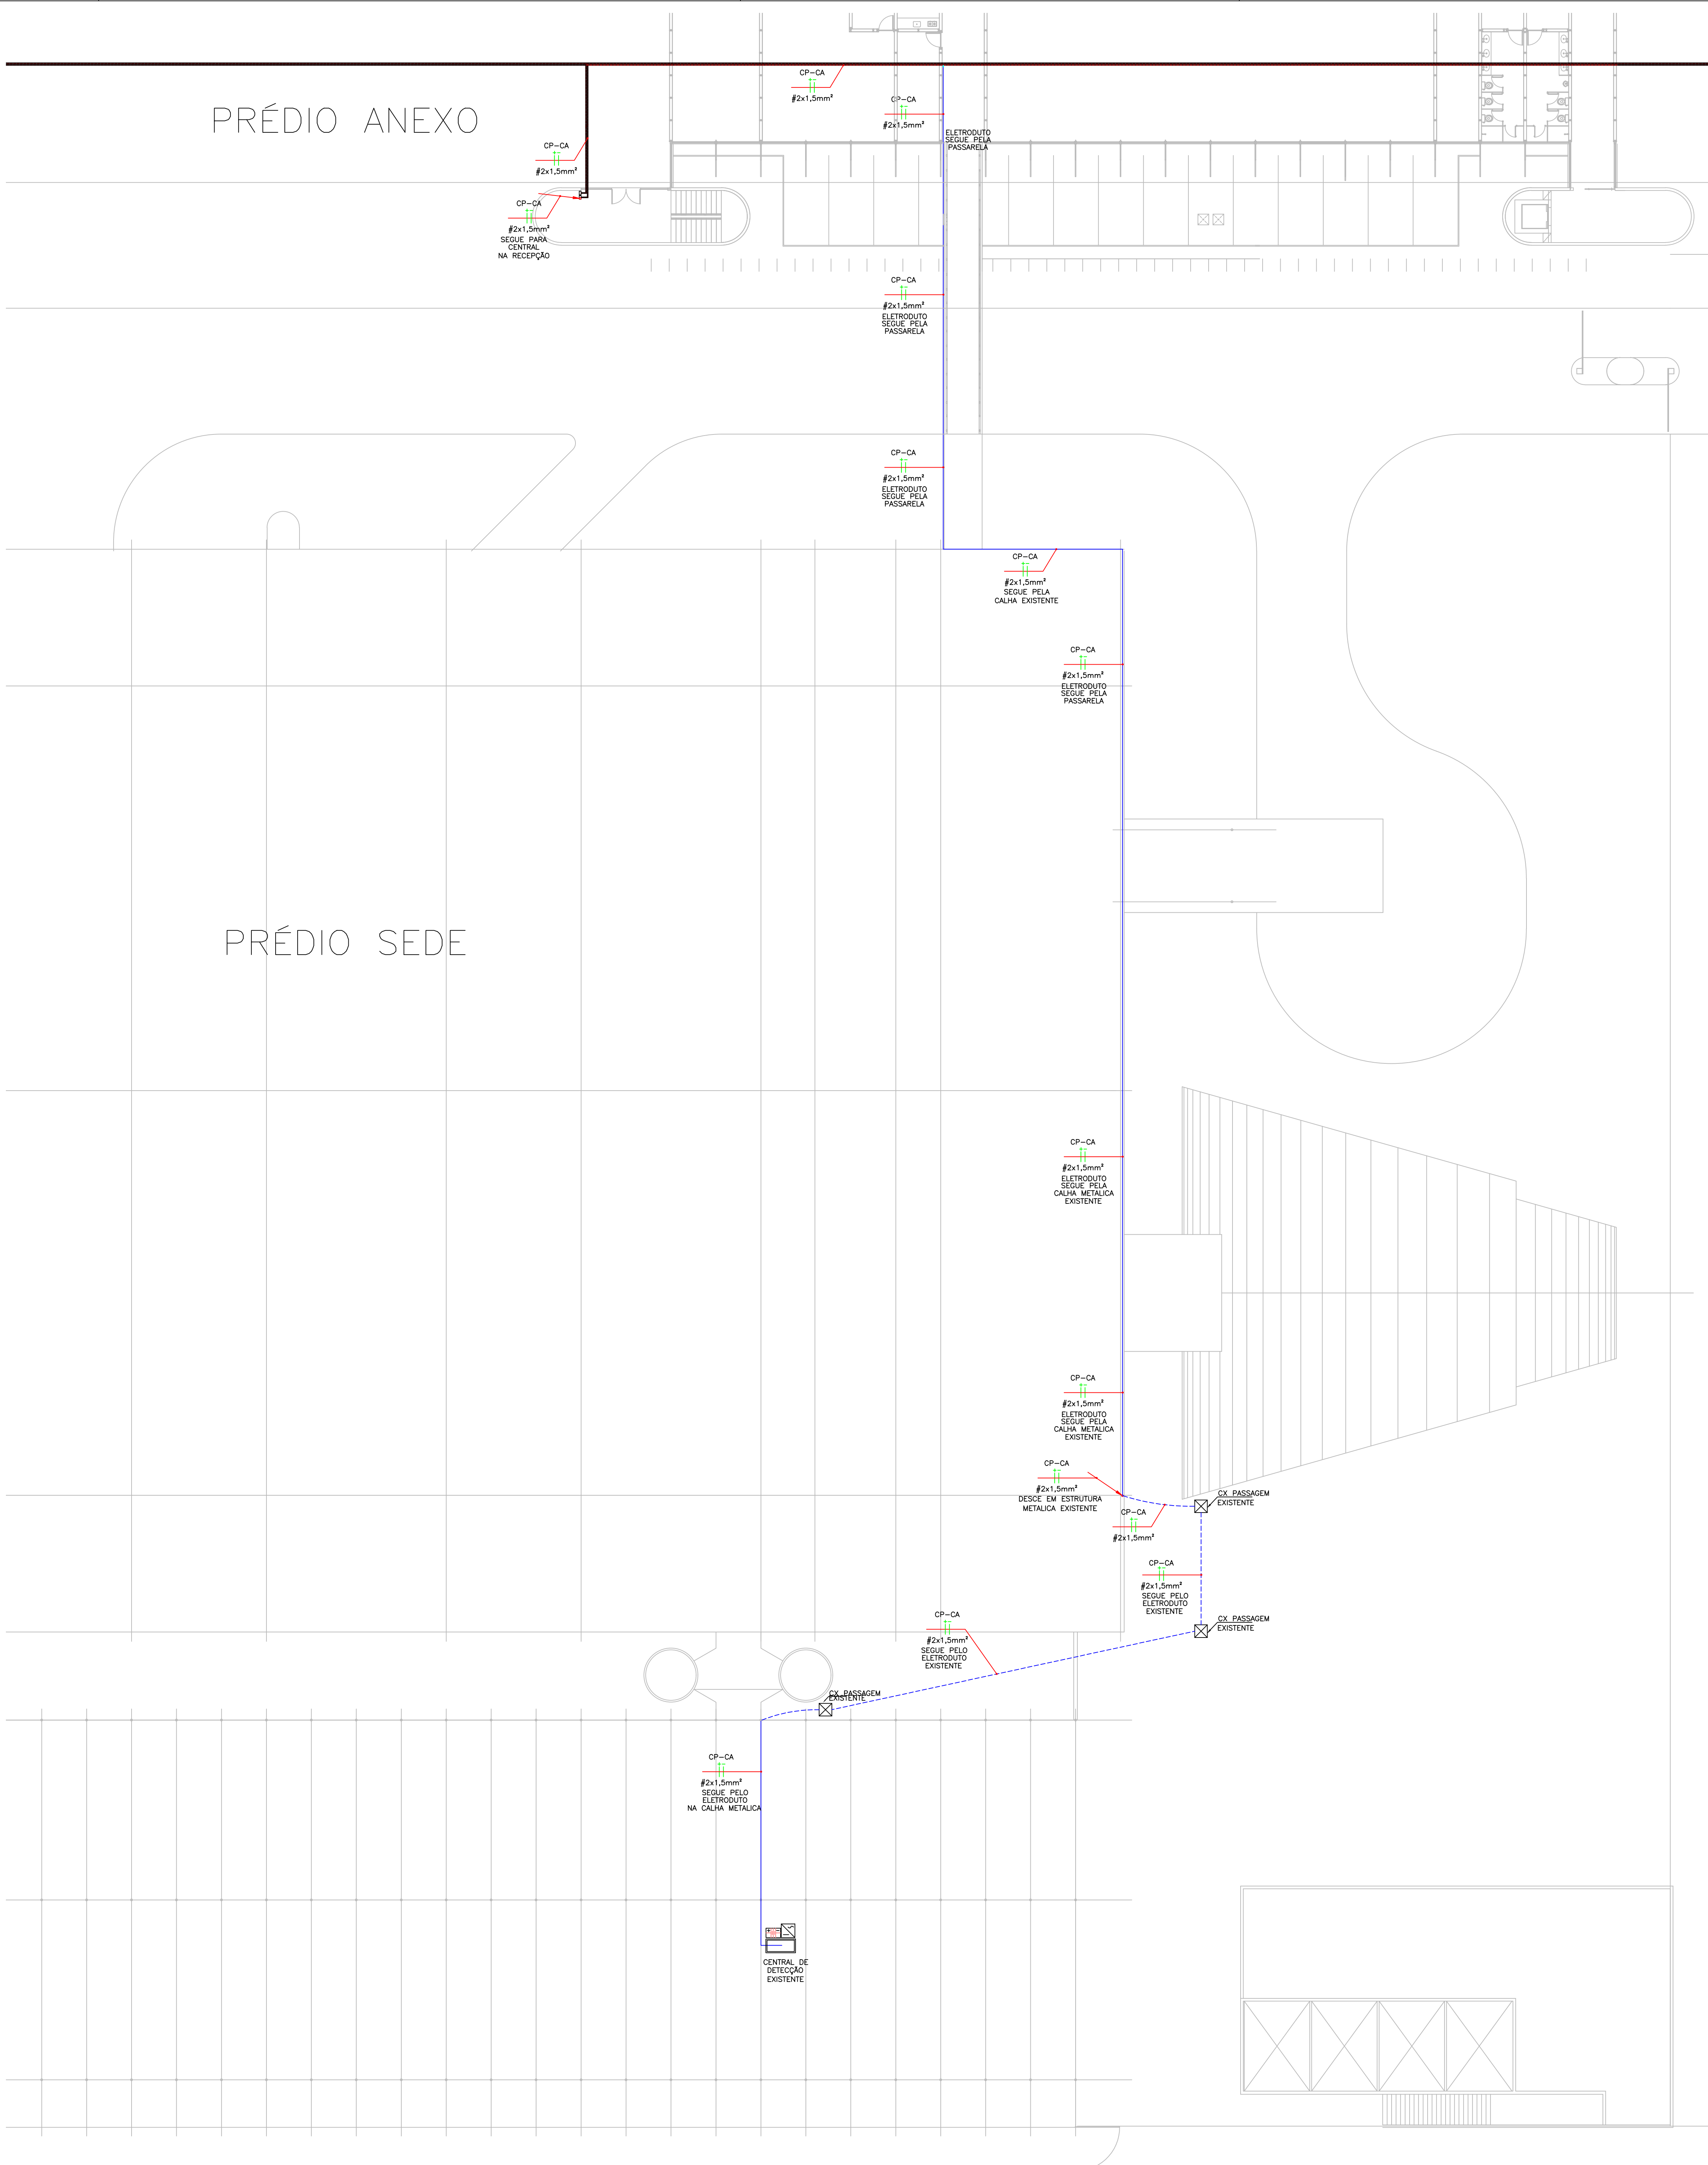 CP-CA
#2x1,5mm²
PRÉDIO ANEXO
CP-CA
#2x1,5mm²
ELETRODUTO
SEGUE PELA
PASSARELA
CP-CA
#2x1,5mm²
CP-CA
#2x1,5mm²
SEGUE PARA
CENTRAL
NA RECEPÇÃO
CP-CA
#2x1,5mm²
ELETRODUTO
SEGUE PELA
PASSARELA
CP-CA
#2x1,5mm²
ELETRODUTO
SEGUE PELA
PASSARELA
CP-CA
#2x1,5mm²
SEGUE PELA
CALHA EXISTENTE
CP-CA
#2x1,5mm²
ELETRODUTO
SEGUE PELA
PASSARELA
PRÉDIO SEDE
CP-CA
#2x1,5mm²
ELETRODUTO
SEGUE PELA
CALHA METALICA
EXISTENTE
CP-CA
#2x1,5mm²
ELETRODUTO
SEGUE PELA
CALHA METALICA
EXISTENTE
CP-CA
#2x1,5mm²
DESCE EM ESTRUTURA
METALICA EXISTENTE
CX PASSAGEM
EXISTENTE
CP-CA
#2x1,5mm²
CP-CA
#2x1,5mm²
SEGUE PELO
ELETRODUTO
EXISTENTE
CX PASSAGEM
EXISTENTE
CP-CA
#2x1,5mm²
SEGUE PELO
ELETRODUTO
EXISTENTE
CX PASSAGEM
EXISTENTE
CP-CA
#2x1,5mm²
SEGUE PELO
ELETRODUTO
NA CALHA METALICA
CENTRAL DE
DETECÇÃO
EXISTENTE